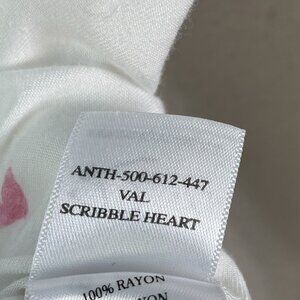 ANTH-500-612-447
VAL
SCRIBBLE HEART
100% RAYON